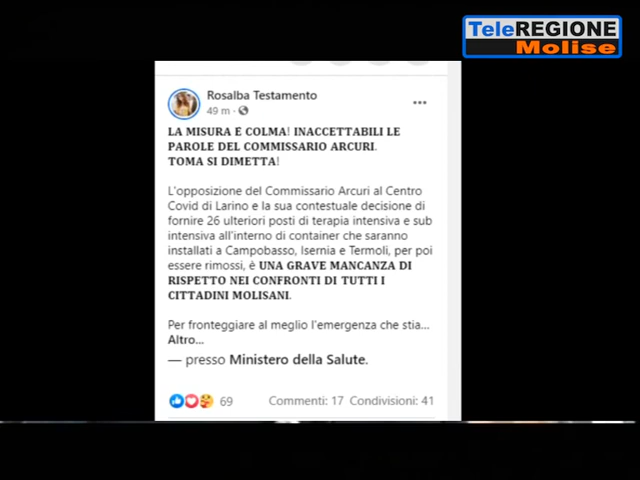 TeleREGIONE
Molise
Rosalba Testamento
49 m ·
LA MISURA È COLMA! INACCETTABILI LE
PAROLE DEL COMMISSARIO ARCURI.
TOMA SI DIMETTA!
L'opposizione del Commissario Arcuri al Centro
Covid di Larino e la sua contestuale decisione di
fornire 26 ulteriori posti di terapia intensiva e sub
intensiva all'interno di container che saranno
installati a Campobasso, Isernia e Termoli, per poi
essere rimossi, è UNA GRAVE MANCANZA DI
RISPETTO NEI CONFRONTI DI TUTTI I
CITTADINI MOLISANI.
Per fronteggiare al meglio l'emergenza che stia...
Altro...
— presso Ministero della Salute.
69 Commenti: 17 Condivisioni: 41